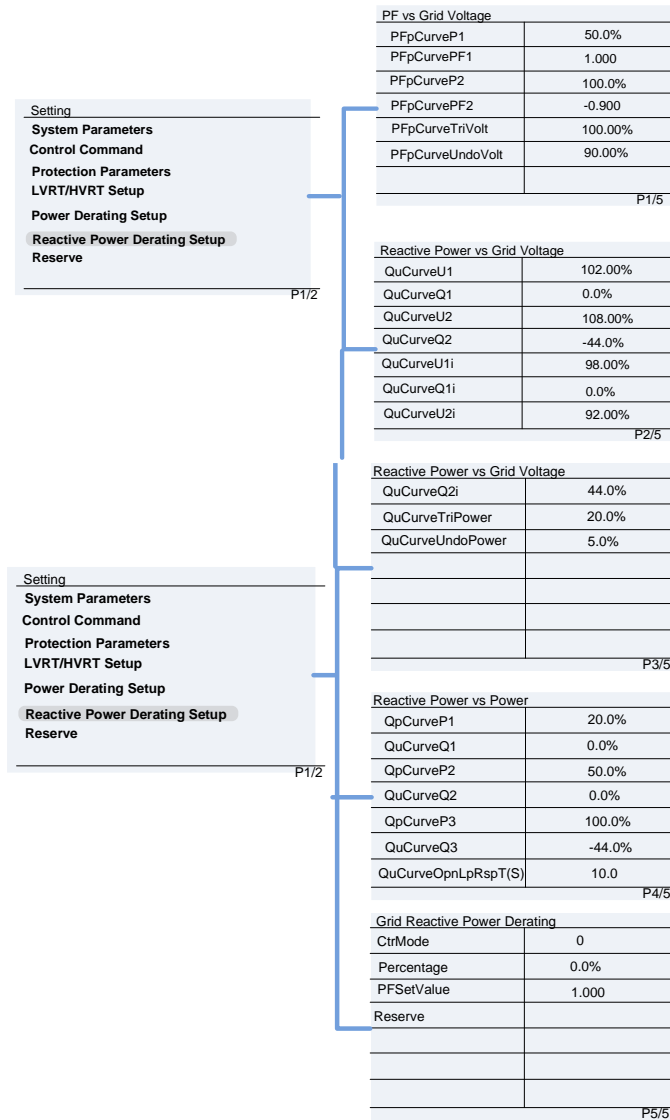 PF vs Grid Voltage
PFpCurveP1 50.0%
PFpCurvePF1 1.000
PFpCurveP2 100.0%
PFpCurvePF2 -0.900
PFpCurveTriVolt 100.00%
PFpCurveUndoVolt 90.00%
P1/5
Setting
System Parameters
Control Command
Protection Parameters
LVRT/HVRT Setup
Power Derating Setup
Reactive Power Derating Setup
Reserve
P1/2
Reactive Power vs Grid Voltage
QuCurveU1 102.00%
QuCurveQ1 0.0%
QuCurveU2 108.00%
QuCurveQ2 -44.0%
QuCurveU1i 98.00%
QuCurveQ1i 0.0%
QuCurveU2i 92.00%
P2/5
Reactive Power vs Grid Voltage
QuCurveQ2i 44.0%
QuCurveTriPower 20.0%
QuCurveUndoPower 5.0%
P3/5
Setting
System Parameters
Control Command
Protection Parameters
LVRT/HVRT Setup
Power Derating Setup
Reactive Power Derating Setup
Reserve
P1/2
Reactive Power vs Power
QpCurveP1 20.0%
QuCurveQ1 0.0%
QpCurveP2 50.0%
QuCurveQ2 0.0%
QpCurveP3 100.0%
QuCurveQ3 -44.0%
QuCurveOpnLpRspT(S) 10.0
P4/5
Grid Reactive Power Derating
CtrMode 0
Percentage 0.0%
PFSetValue 1.000
Reserve
P5/5